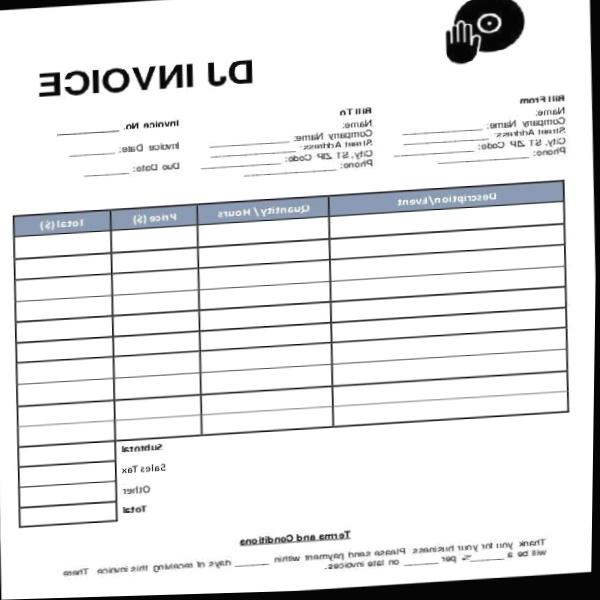 DJ INVOICE
Bill From
Name:
Company Name:
Street Address:
City, ST ZIP Code:
Phone:
Bill To
Name:
Company Name:
Street Address:
City, ST ZIP Code:
Phone:
Invoice No.
Invoice Date:
Due Date:
Description/Event Quantity / Hours Price ($) Total ($)
Subtotal
Sales Tax
Other
Total
Terms and Conditions
Thank you for your business. Please send payment within ______ days of receiving this invoice. There
will be a ______% per ______ on late invoices.